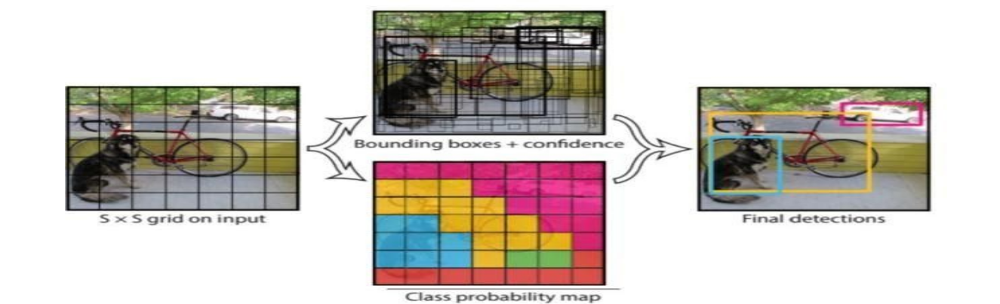 S × S grid on input
Bounding boxes + confidence
Class probability map
Final detections